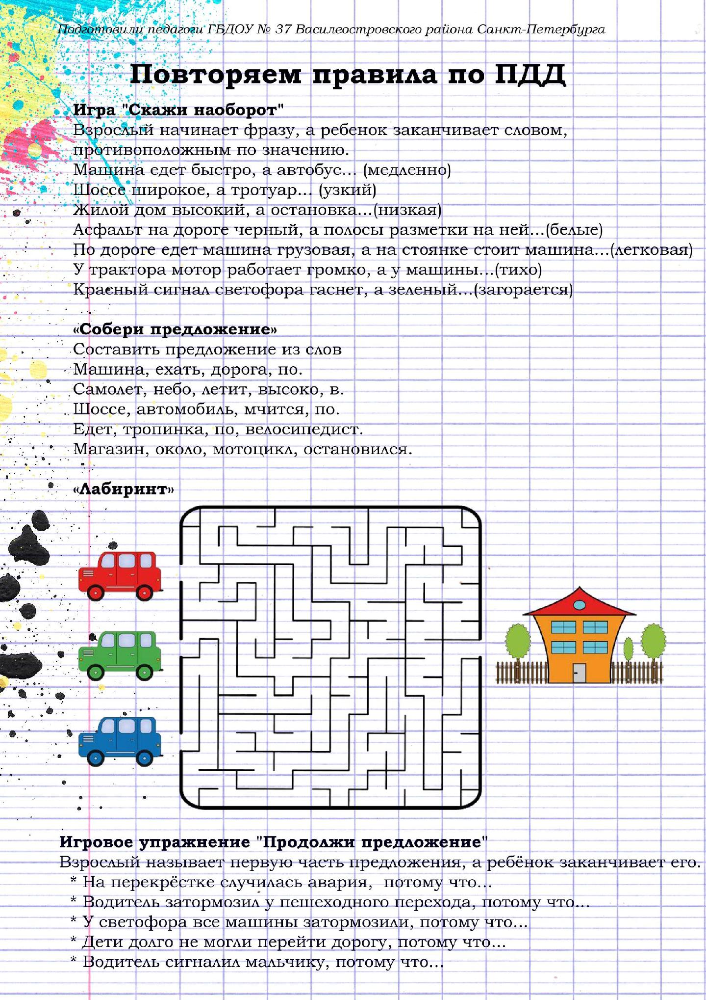 Подготовили педагоги ГБДОУ № 37 Василеостровского района Санкт-Петербурга
Повторяем правила по ПДД
Игра "Скажи наоборот"
Взрослый начинает фразу, а ребенок заканчивает словом,
противоположным по значению.
Машина едет быстро, а автобус... (медленно)
Шоссе широкое, а тротуар... (узкий)
Жилой дом высокий, а остановка...(низкая)
Асфальт на дороге черный, а полосы разметки на ней...(белые)
По дороге едет машина грузовая, а на стоянке стоит машина...(легковая)
У трактора мотор работает громко, а у машины...(тихо)
Красный сигнал светофора гаснет, а зеленый...(загорается)
«Собери предложение»
Составить предложение из слов
Машина, ехать, дорога, по.
Самолет, небо, летит, высоко, в.
Шоссе, автомобиль, мчится, по.
Едет, тропинка, по, велосипедист.
Магазин, около, мотоцикл, остановился.
«Лабиринт»
Игровое упражнение "Продолжи предложение"
Взрослый называет первую часть предложения, а ребёнок заканчивает его.
* На перекрёстке случилась авария, потому что...
* Водитель затормозил у пешеходного перехода, потому что...
* У светофора все машины затормозили, потому что...
* Дети долго не могли перейти дорогу, потому что...
* Водитель сигналил мальчику, потому что...